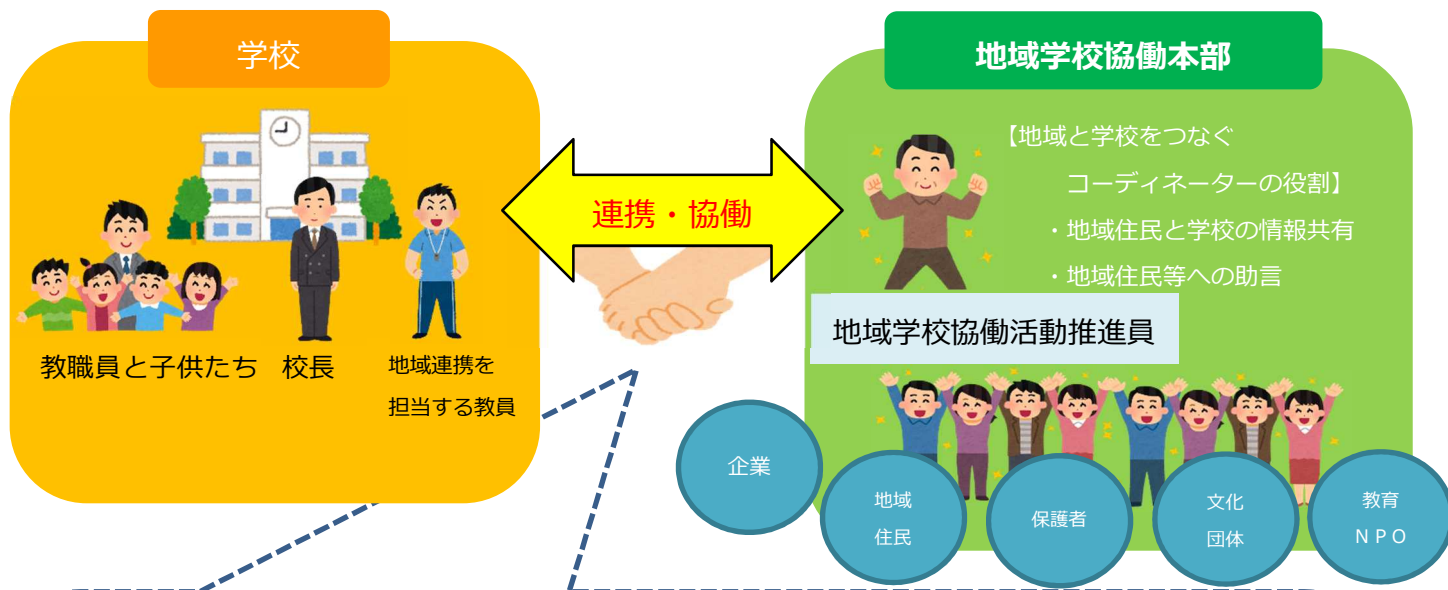 学校
教職員と子供たち
校長
地域連携を
担当する教員
連携・協働
地域学校協働本部
【地域と学校をつなぐ
コーディネーターの役割】
・地域住民と学校の情報共有
・地域住民等への助言
地域学校協働活動推進員
企業
地域
住民
保護者
文化
団体
教育
ＮＰＯ